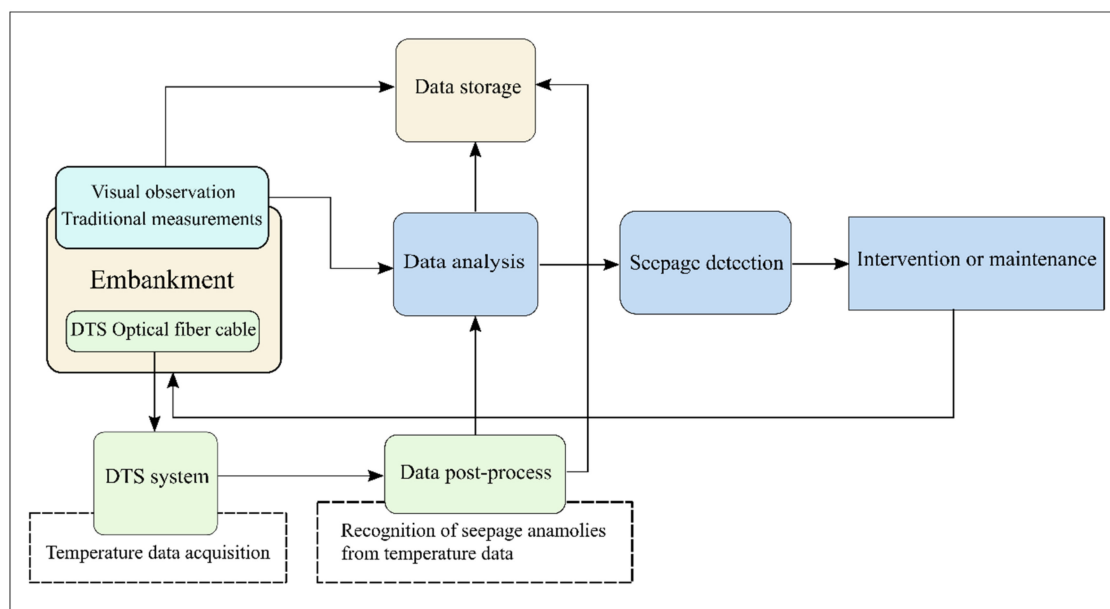 Data storage
Visual observation
Traditional measurements
Data analysis
Seepage detection
Intervention or maintenance
Embankment
DTS Optical fiber cable
DTS system
Data post-process
Temperature data acquisition
Recognition of seepage anamolies
from temperature data